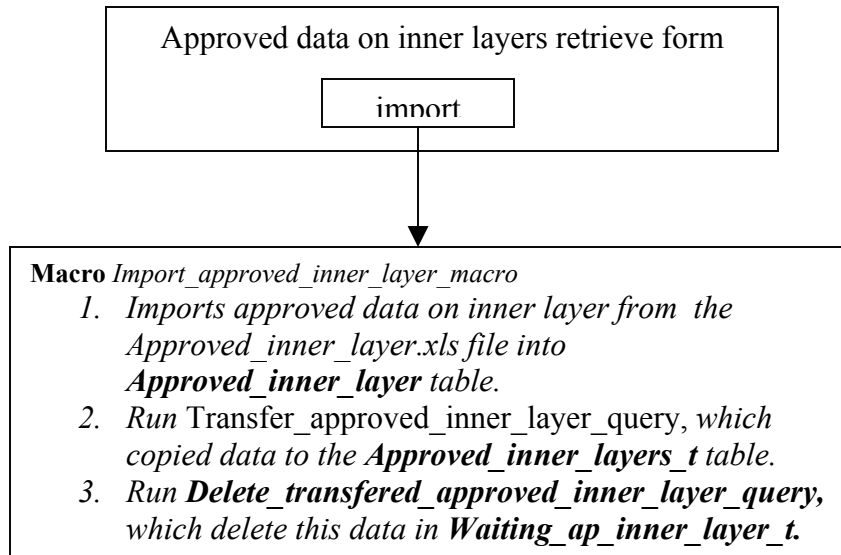 Approved data on inner layers retrieve form
import
Macro Import_approved_inner_layer_macro
1. Imports approved data on inner layer from the
Approved_inner_layer.xls file into
Approved_inner_layer table.
2. Run Transfer_approved_inner_layer_query, which
copied data to the Approved_inner_layers_t table.
3. Run Delete_transfered_approved_inner_layer_query,
which delete this data in Waiting_ap_inner_layer_t.